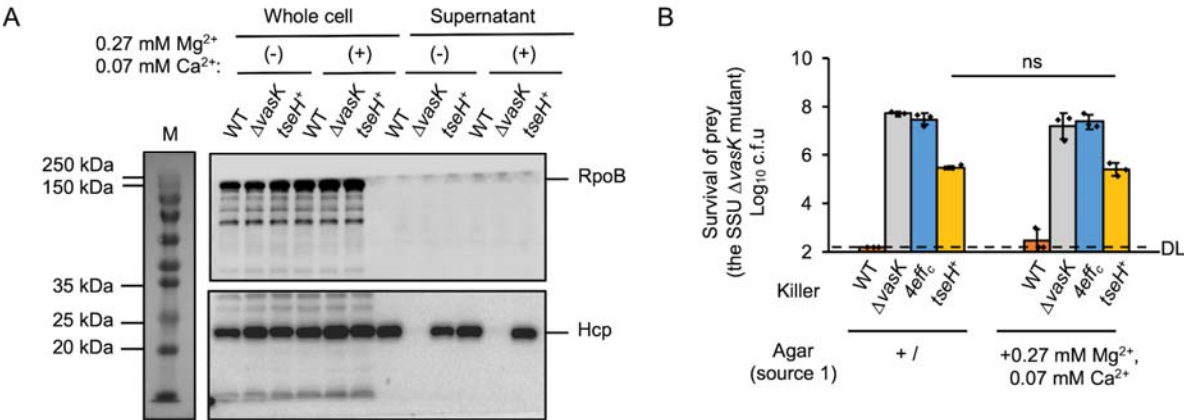 A
Whole cell Supernatant
0.27 mM Mg²⁺
0.07 mM Ca²⁺:
(-) (+) (-) (+)
WT ΔvasK tseH⁺ WT ΔvasK tseH⁺ WT ΔvasK tseH⁺ WT ΔvasK tseH⁺
M
250 kDa
150 kDa
RpoB
35 kDa
25 kDa
20 kDa
Hcp
B
ns
Survival of prey
(the SSU ΔvasK mutant)
Log₁₀ c.f.u
10
8
6
4
2
DL
Killer
WT ΔvasK 4effc tseH⁺ WT ΔvasK 4effc tseH⁺
Agar
(source 1)
+ /
+0.27 mM Mg²⁺,
0.07 mM Ca²⁺